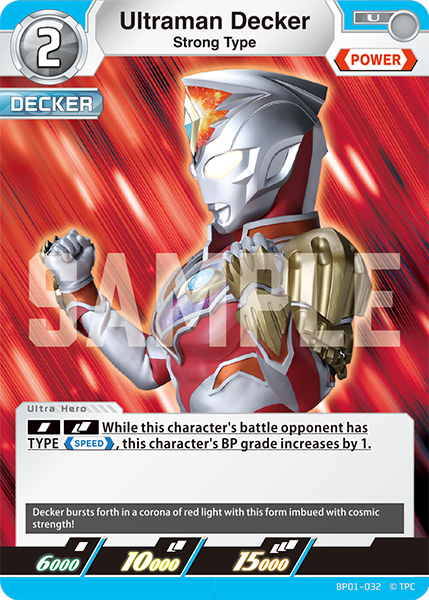 Ultraman Decker
Strong Type
2
U
POWER
DECKER
SAMPLE
Ultra Hero
While this character's battle opponent has
TYPE SPEED, this character's BP grade increases by 1.
Decker bursts forth in a corona of red light with this form imbued with cosmic
strength!
6000 10000 15000
BP01-032 © TPC